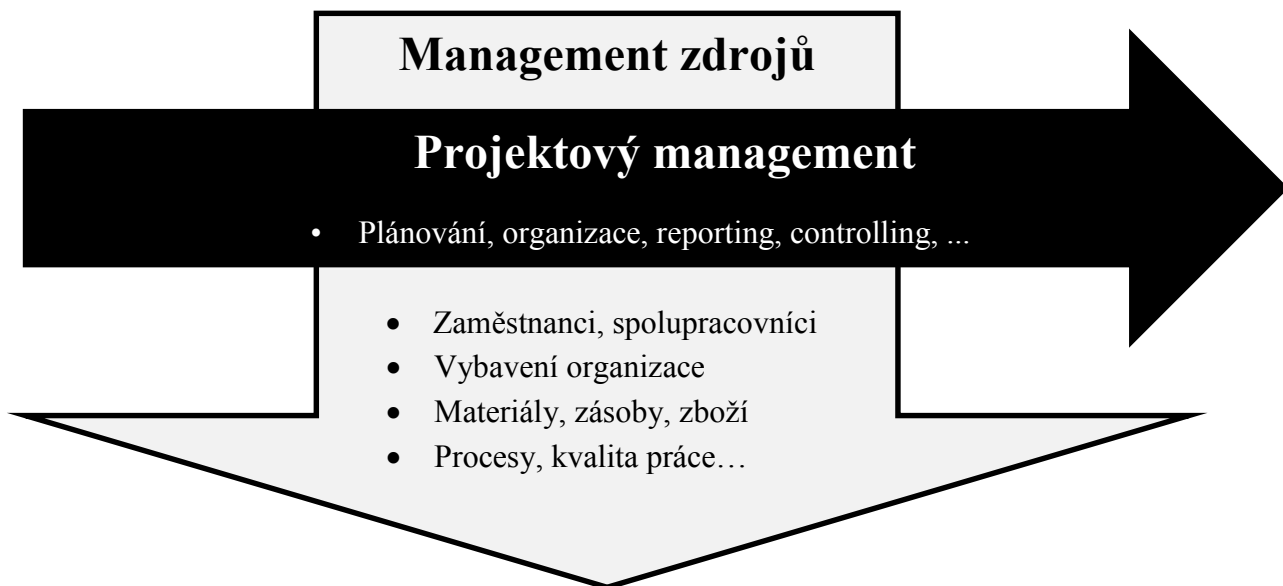 Management zdrojů
Projektový management
• Plánování, organizace, reporting, controlling, ...
• Zaměstnanci, spolupracovníci
• Vybavení organizace
• Materiály, zásoby, zboží
• Procesy, kvalita práce…